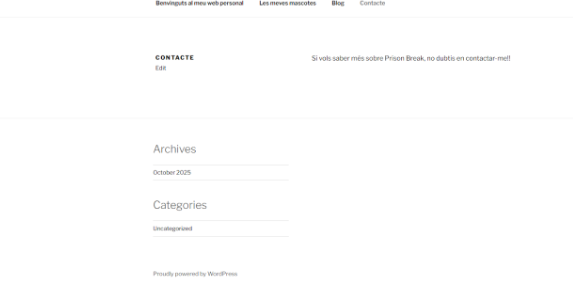 Benvinguts al meu web personal Les meves mascotes Blog Contacte
CONTACTE
Edit
Si vols saber més sobre Prison Break, no dubtis en contactar-me!!
Archives
October 2025
Categories
Uncategorized
Proudly powered by WordPress